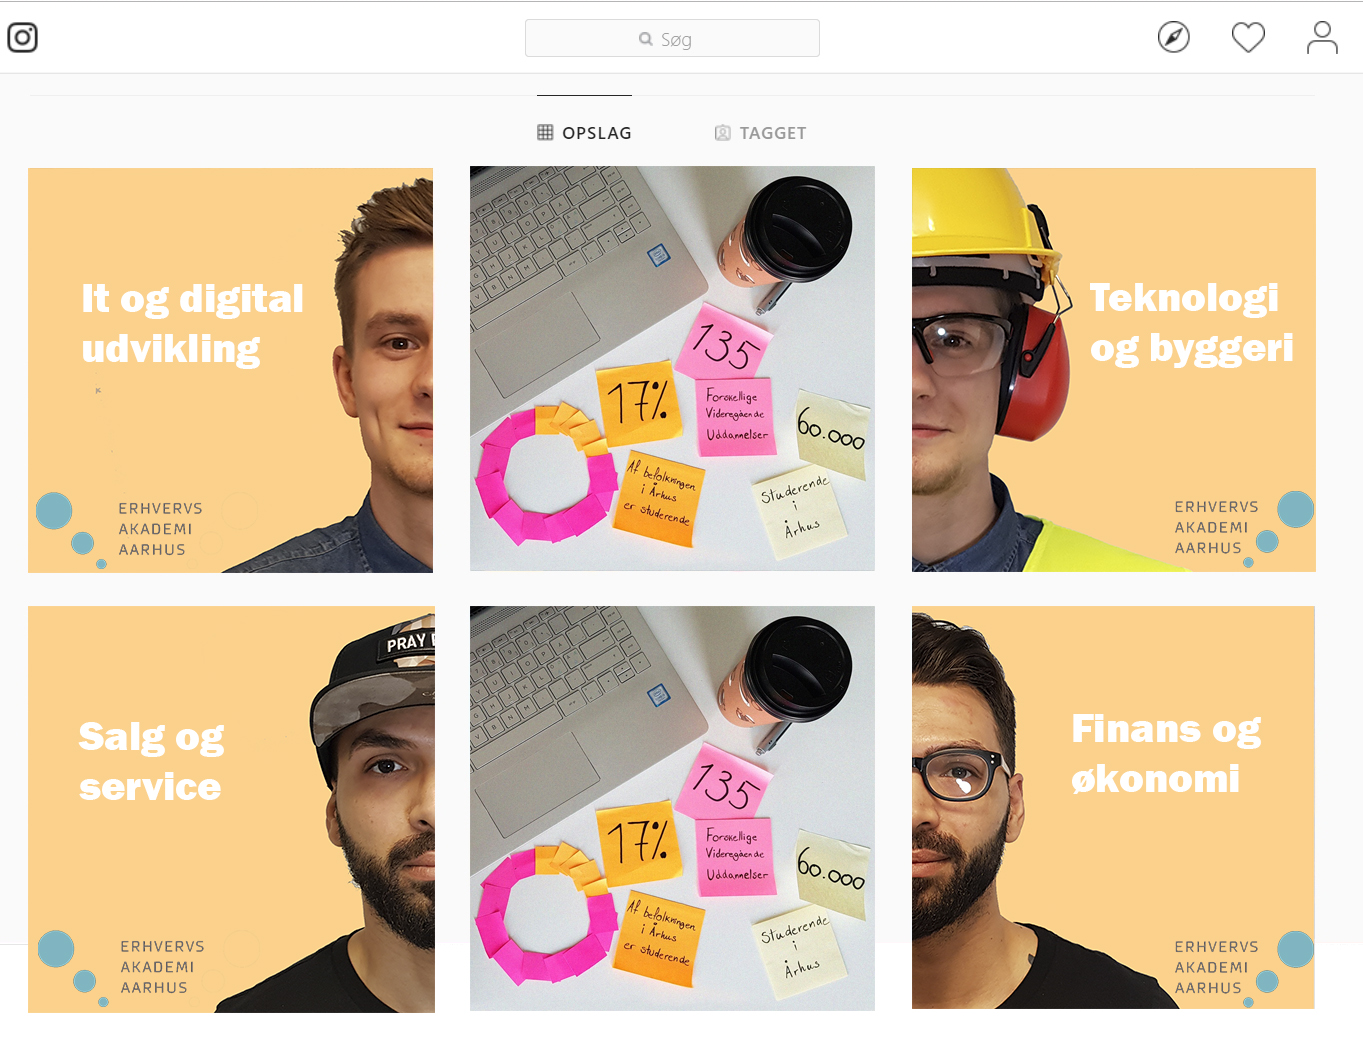 Søg
OPSLAG
TAGGET
It og digital
udvikling
ERHVERVS
AKADEMI
AARHUS
135
Forskellige
Videregående
Uddannelser
17%
Af befolkningen
i Århus
er studerende
60.000
Studerende
i
Århus
Teknologi
og byggeri
ERHVERVS
AKADEMI
AARHUS
PRAY
Salg og
service
ERHVERVS
AKADEMI
AARHUS
135
Forskellige
Videregående
Uddannelser
17%
Af befolkningen
i Århus
er studerende
60.000
Studerende
i
Århus
Finans og
økonomi
ERHVERVS
AKADEMI
AARHUS